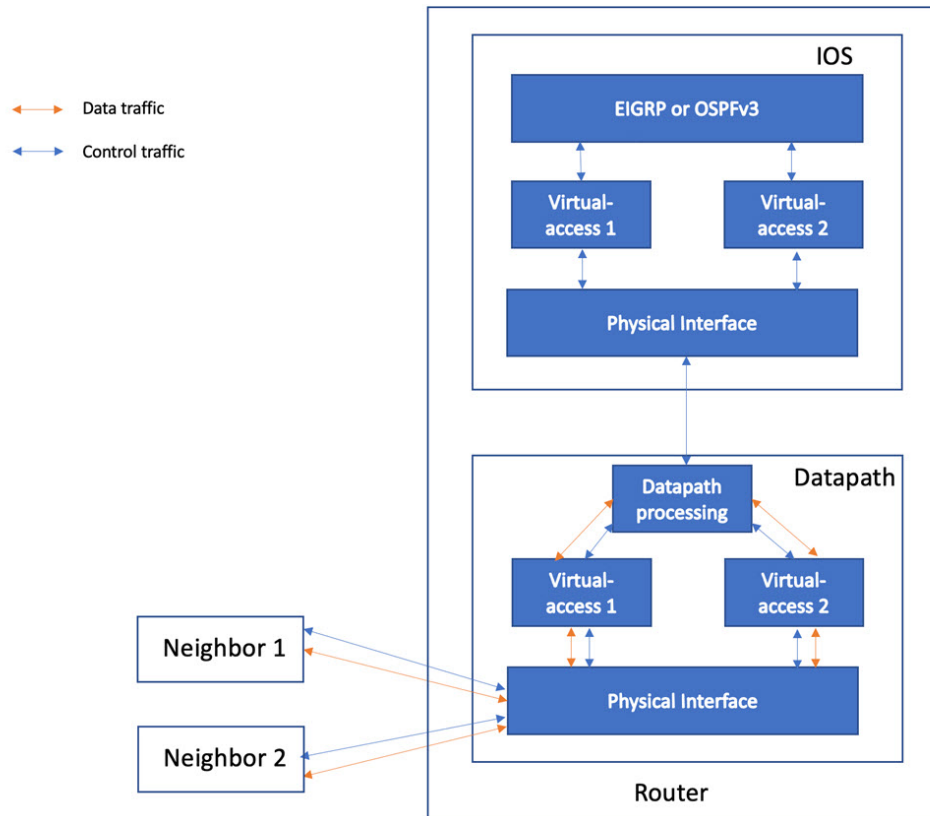 IOS
EIGRP or OSPFv3
Data traffic
Control traffic
Virtual-
access 1
Virtual-
access 2
Physical Interface
Datapath
Datapath
processing
Virtual-
access 1
Virtual-
access 2
Neighbor 1
Physical Interface
Neighbor 2
Router